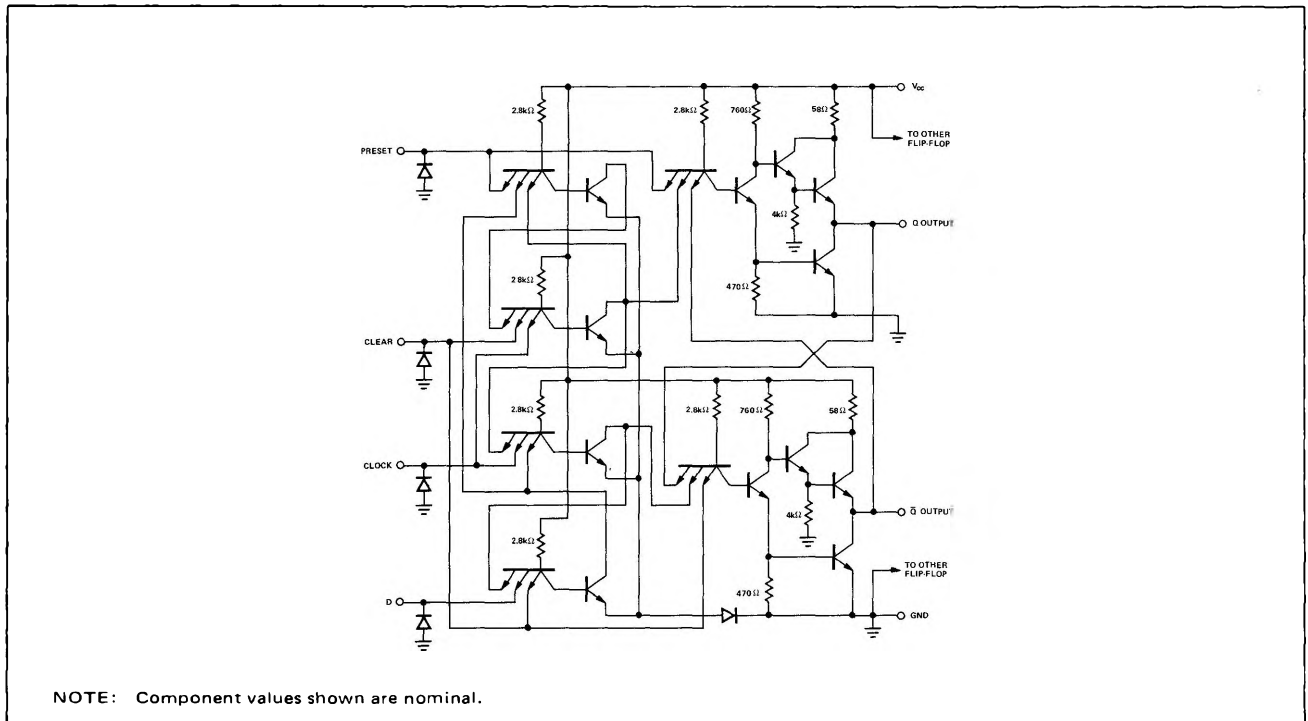 V_CC
2.8kΩ 2.8kΩ 760Ω 58Ω
TO OTHER
FLIP-FLOP
PRESET
4kΩ
Q OUTPUT
2.8kΩ
470Ω
CLEAR
2.8kΩ 2.8kΩ 760Ω 58Ω
CLOCK
4kΩ
Q̅ OUTPUT
2.8kΩ
TO OTHER
FLIP-FLOP
470Ω
D
GND
NOTE: Component values shown are nominal.